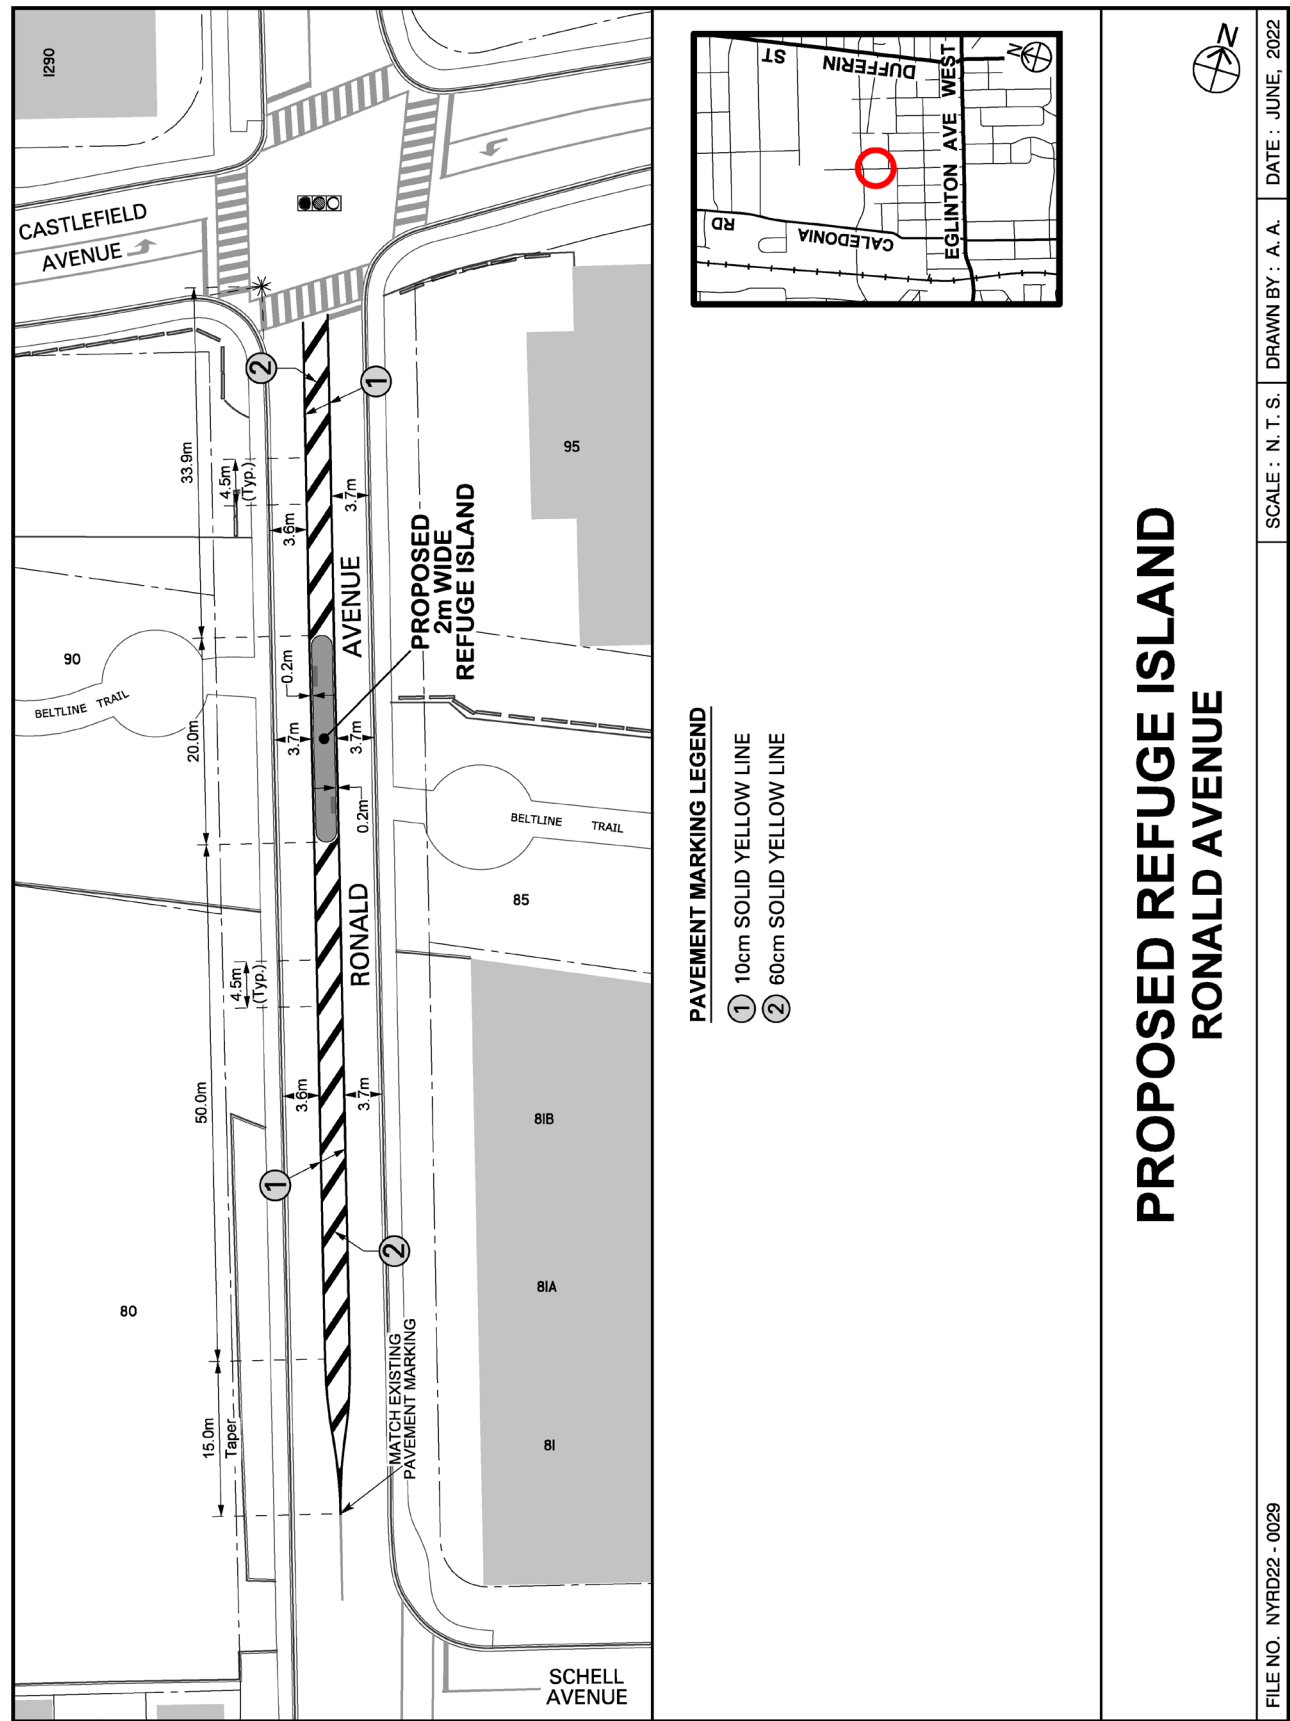 1290
CASTLEFIELD
AVENUE
2
1
33.9m
4.5m
(Typ.)
3.6m
3.7m
PROPOSED
2m WIDE
REFUGE ISLAND
AVENUE
95
90
BELTLINE TRAIL
0.2m
20.0m
3.7m
3.7m
0.2m
BELTLINE TRAIL
85
RONALD
4.5m
(Typ.)
50.0m
3.6m
3.7m
1
2
81B
81A
81
80
MATCH EXISTING
PAVEMENT MARKING
15.0m
Taper
SCHELL
AVENUE
DUFFERIN
ST
EGLINTON AVE WEST
CALEDONIA
RD
N
PAVEMENT MARKING LEGEND
1 10cm SOLID YELLOW LINE
2 60cm SOLID YELLOW LINE
PROPOSED REFUGE ISLAND
RONALD AVENUE
N
FILE NO. NYRD22 - 0029
SCALE : N. T. S.
DRAWN BY : A. A.
DATE : JUNE, 2022